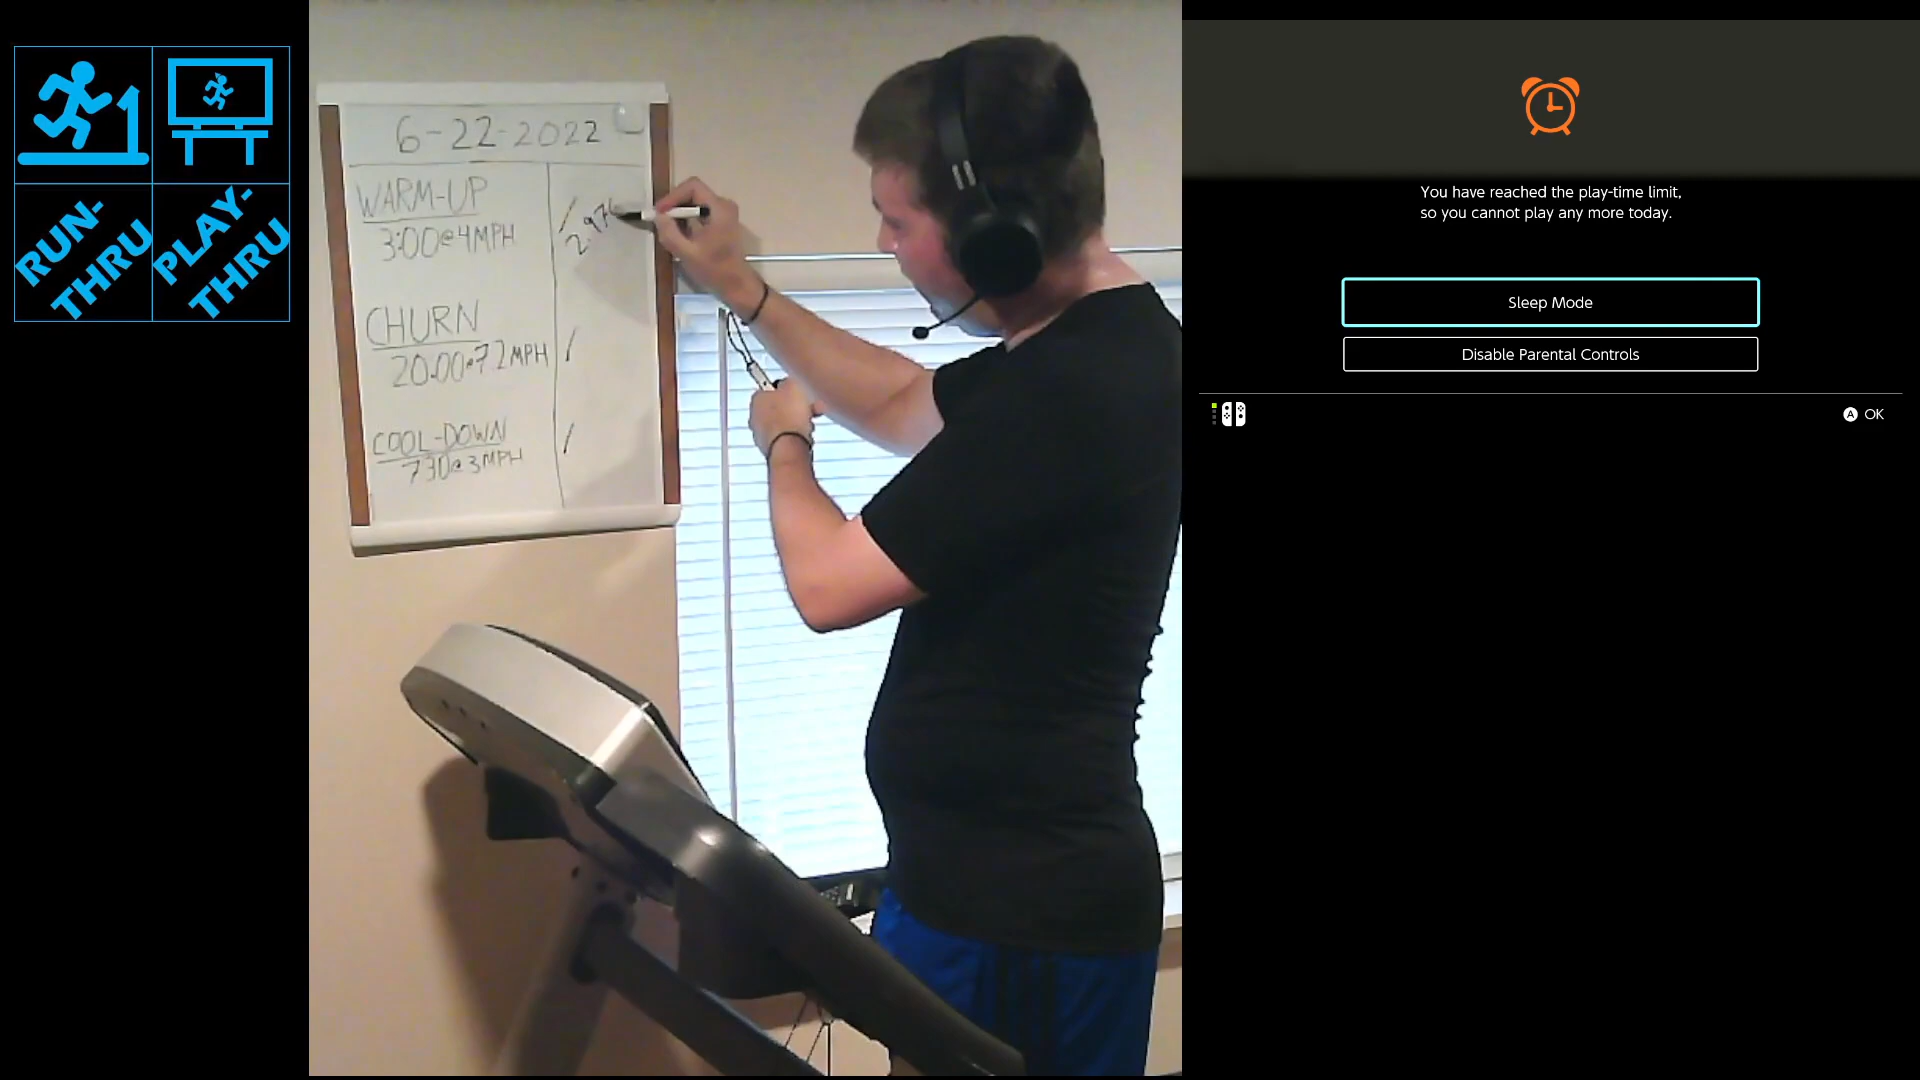 RUN-
THRU
PLAY-
THRU
6-22-2022
WARM-UP
3:00@4MPH
CHURN
20:00@7.2MPH
COOL-DOWN
730@3MPH
You have reached the play-time limit,
so you cannot play any more today.
Sleep Mode
Disable Parental Controls
A OK